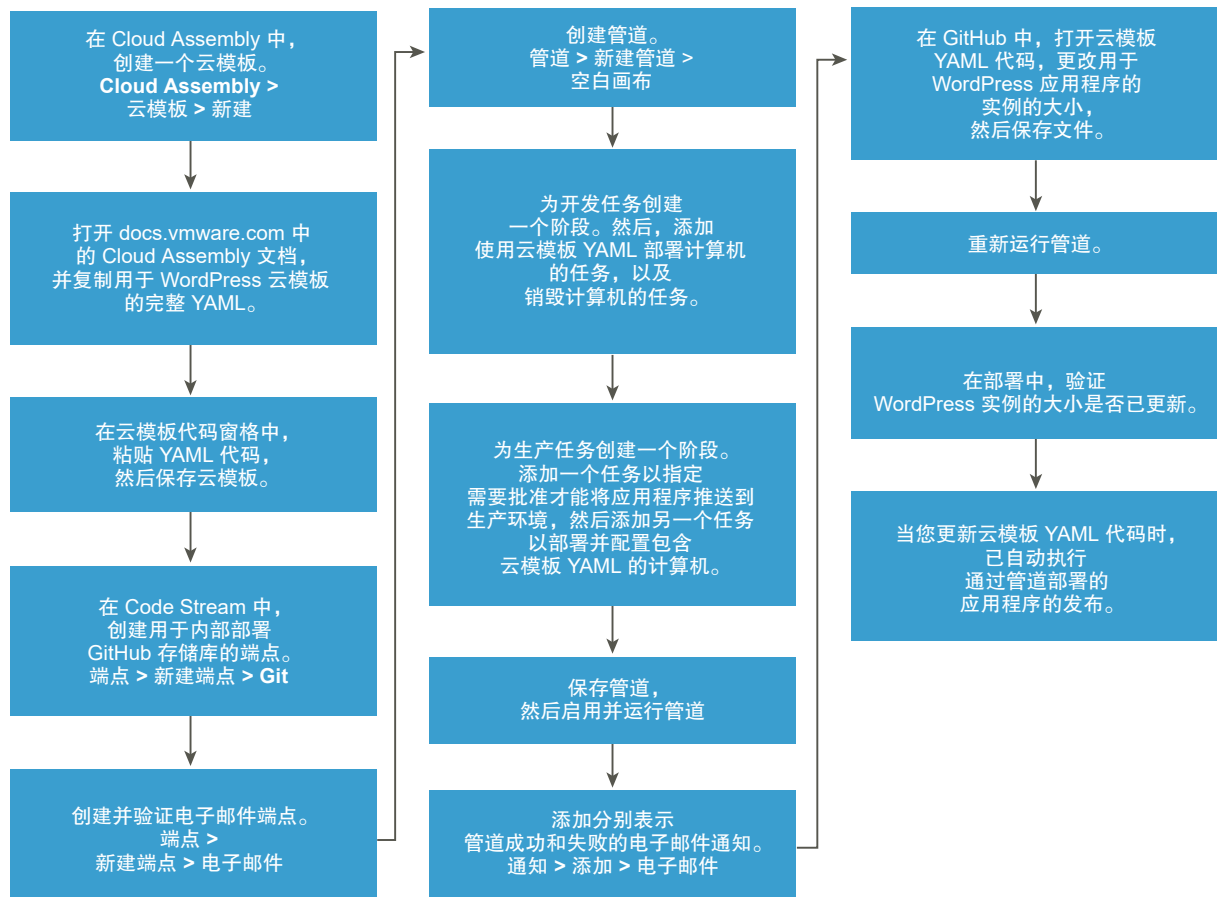 在 Cloud Assembly 中，
创建一个云模板。
Cloud Assembly >
云模板 > 新建
打开 docs.vmware.com 中
的 Cloud Assembly 文档，
并复制用于 WordPress 云模板
的完整 YAML。
在云模板代码窗格中，
粘贴 YAML 代码，
然后保存云模板。
在 Code Stream 中，
创建用于内部部署
GitHub 存储库的端点。
端点 > 新建端点 > Git
创建并验证电子邮件端点。
端点 >
新建端点 > 电子邮件
创建管道。
管道 > 新建管道 >
空白画布
为开发任务创建
一个阶段。然后，添加
使用云模板 YAML 部署计算机
的任务，以及
销毁计算机的任务。
为生产任务创建一个阶段。
添加一个任务以指定
需要批准才能将应用程序推送到
生产环境，然后添加另一个任务
以部署并配置包含
云模板 YAML 的计算机。
保存管道，
然后启用并运行管道
添加分别表示
管道成功和失败的电子邮件通知。
通知 > 添加 > 电子邮件
在 GitHub 中，打开云模板
YAML 代码，更改用于
WordPress 应用程序的
实例的大小，
然后保存文件。
重新运行管道。
在部署中，验证
WordPress 实例的大小是否已更新。
当您更新云模板 YAML 代码时，
已自动执行
通过管道部署的
应用程序的发布。